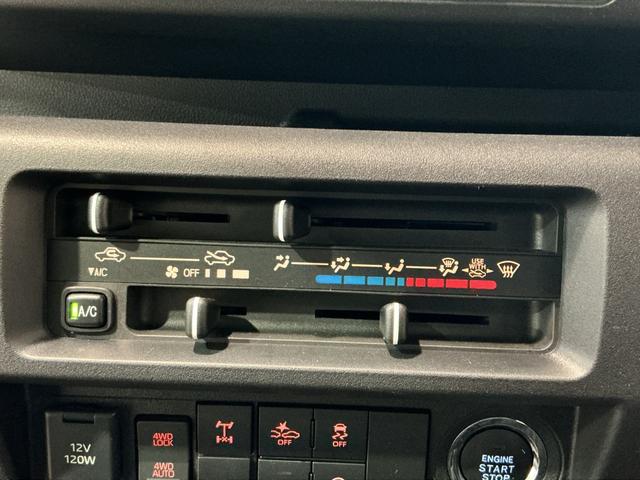 ▼A/C
OFF
USE
WITH
A/C
12V
120W
4WD
LOCK
4WD
AUTO
OFF
OFF
ENGINE
START
STOP